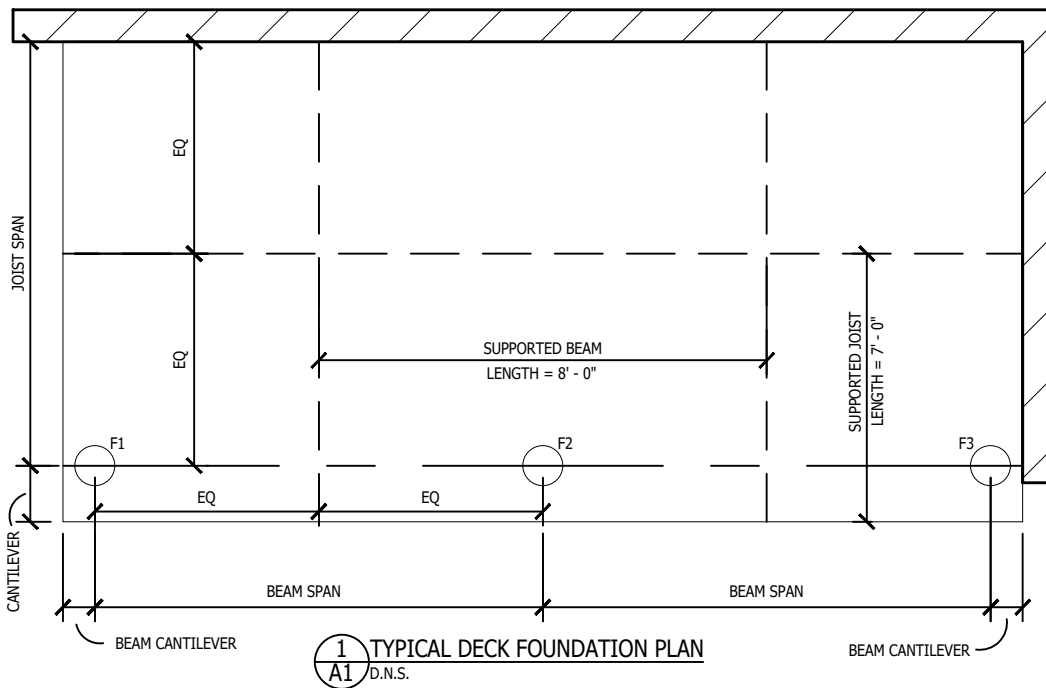 EQ
JOIST SPAN
EQ
SUPPORTED BEAM
LENGTH = 8' - 0"
SUPPORTED JOIST
LENGTH = 7' - 0"
F1
F2
F3
EQ
EQ
CANTILEVER
BEAM SPAN
BEAM SPAN
BEAM CANTILEVER
BEAM CANTILEVER
1
TYPICAL DECK FOUNDATION PLAN
A1
D.N.S.